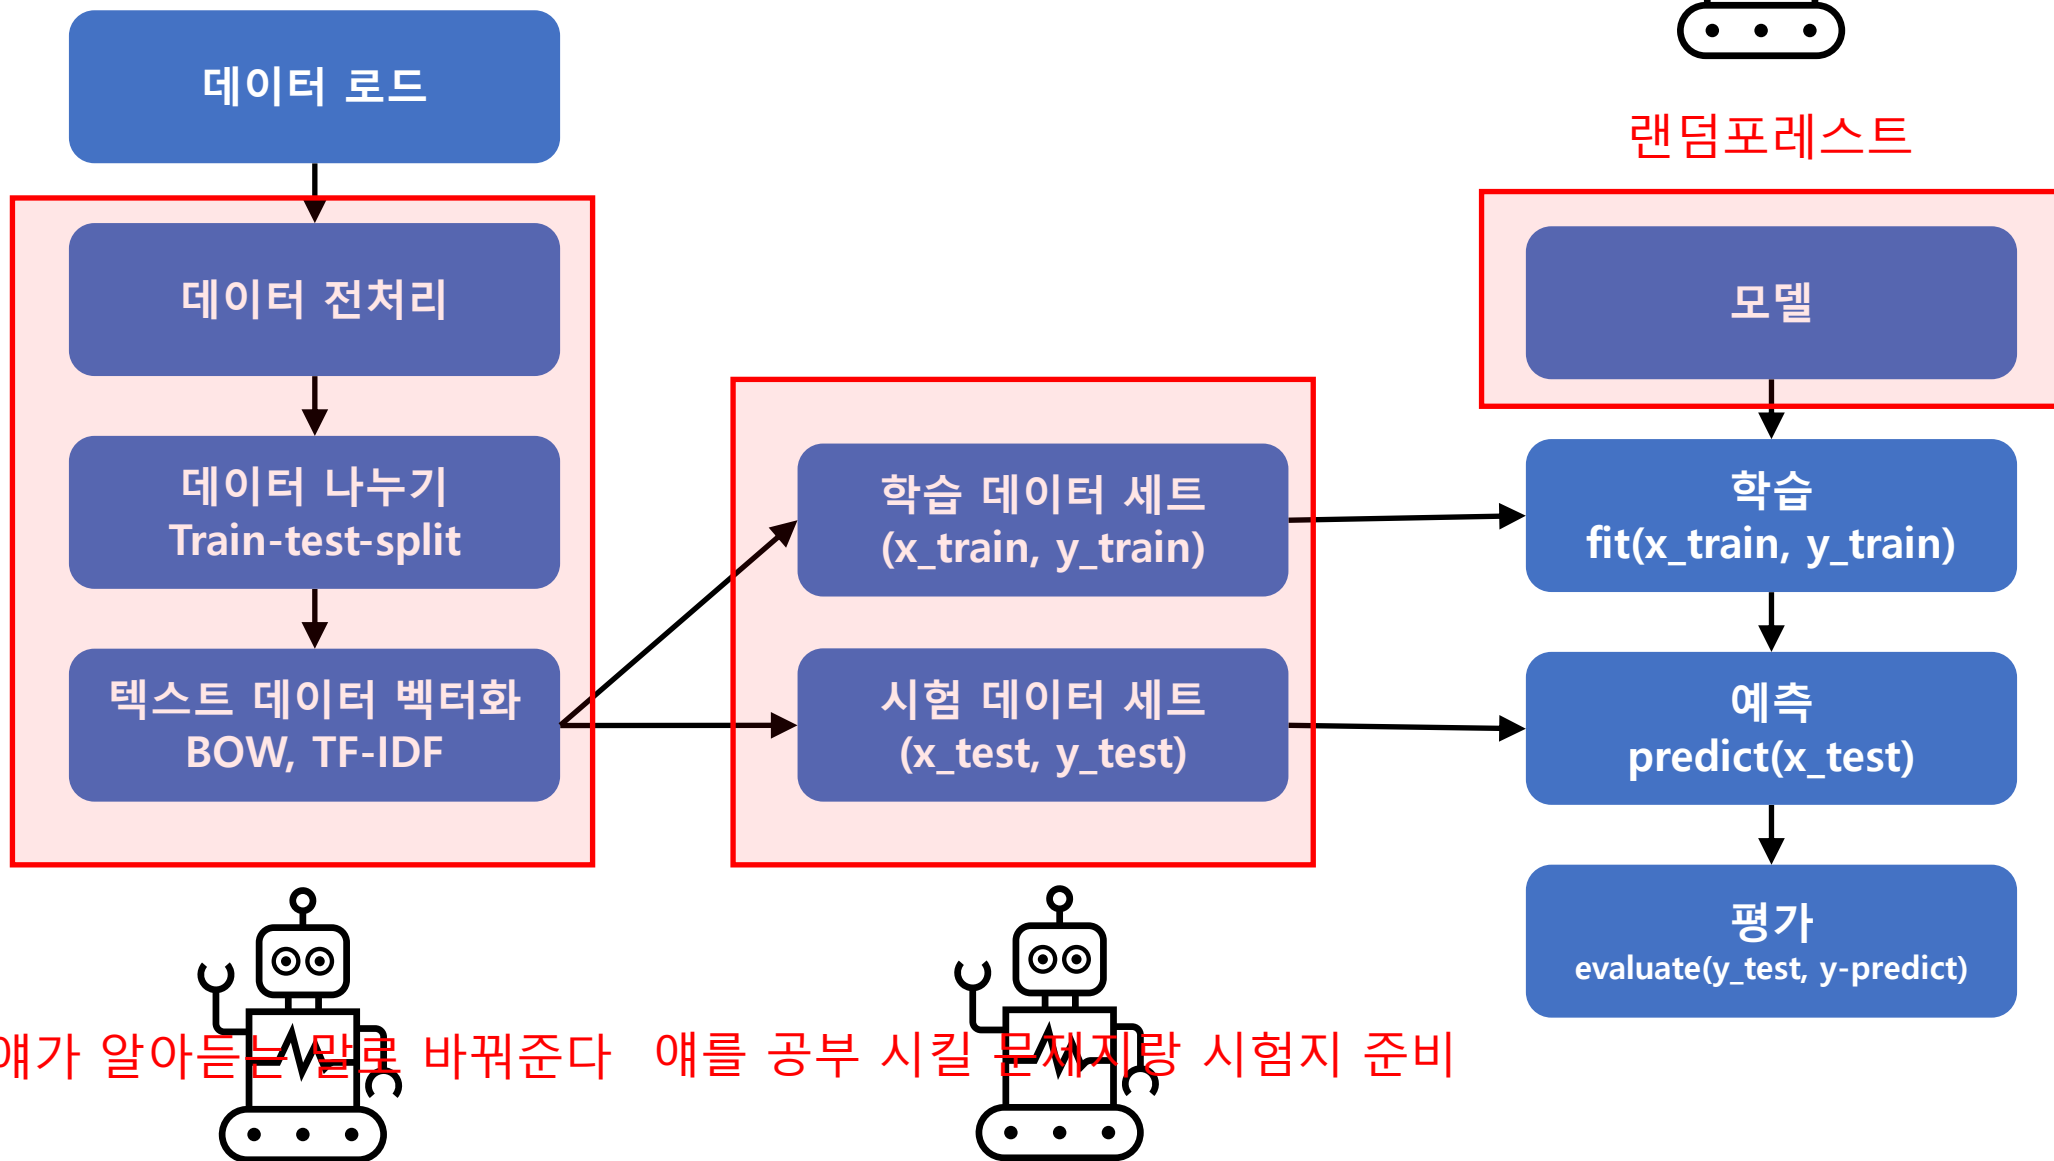 데이터 로드
데이터 전처리
데이터 나누기
Train-test-split
텍스트 데이터 벡터화
BOW, TF-IDF
얘가 알아듣는 말로 바꿔준다
학습 데이터 세트
(x_train, y_train)
시험 데이터 세트
(x_test, y_test)
얘를 공부 시킬 문제지랑 시험지 준비
랜덤포레스트
모델
학습
fit(x_train, y_train)
예측
predict(x_test)
평가
evaluate(y_test, y-predict)